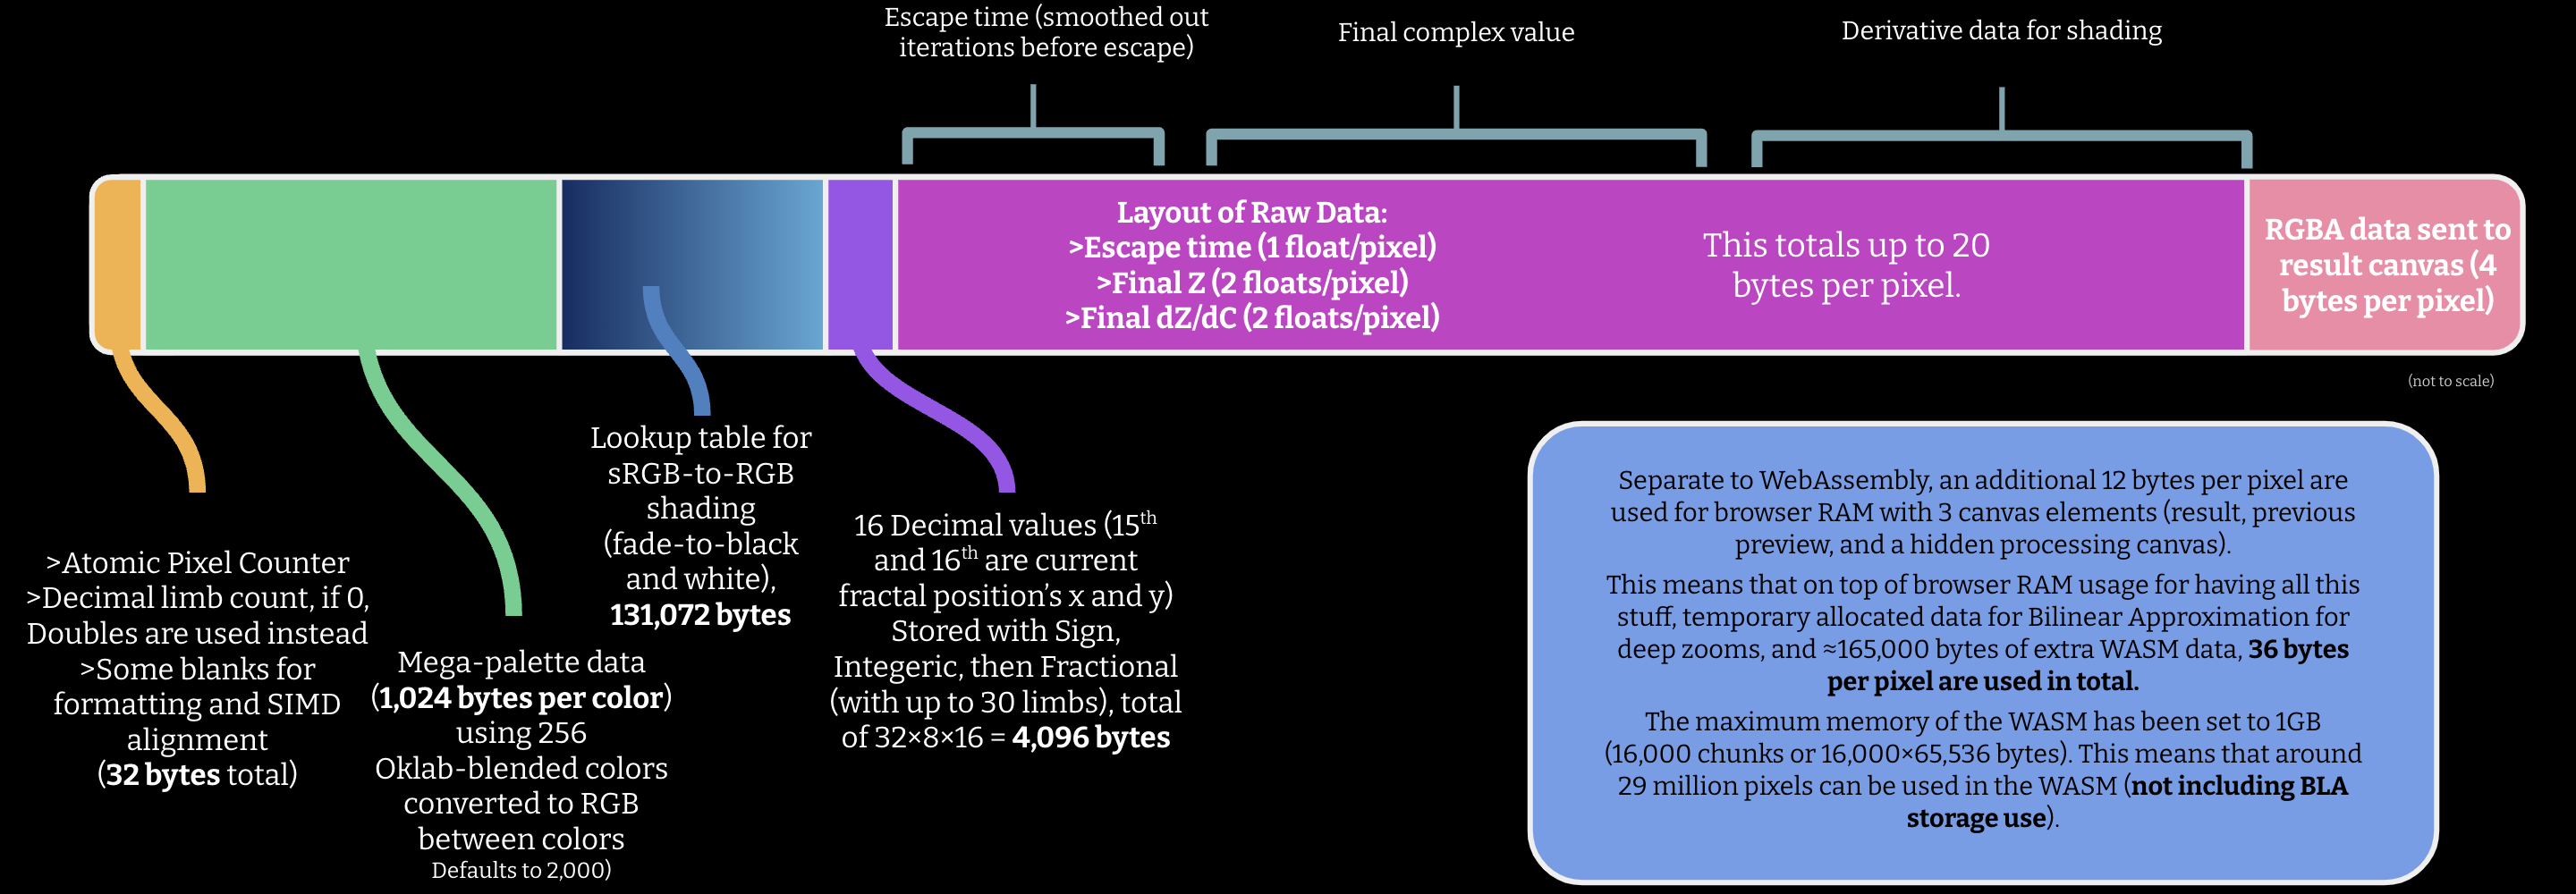 Escape time (smoothed out
iterations before escape)
Final complex value
Derivative data for shading
Layout of Raw Data:
>Escape time (1 float/pixel)
>Final Z (2 floats/pixel)
>Final dZ/dC (2 floats/pixel)
This totals up to 20
bytes per pixel.
RGBA data sent to
result canvas (4
bytes per pixel)
(not to scale)
>Atomic Pixel Counter
>Decimal limb count, if 0,
Doubles are used instead
>Some blanks for
formatting and SIMD
alignment
(32 bytes total)
Mega-palette data
(1,024 bytes per color)
using 256
Oklab-blended colors
converted to RGB
between colors
Defaults to 2,000)
Lookup table for
sRGB-to-RGB
shading
(fade-to-black
and white),
131,072 bytes
16 Decimal values (15th
and 16th are current
fractal position's x and y)
Stored with Sign,
Integeric, then Fractional
(with up to 30 limbs), total
of 32×8×16 = 4,096 bytes
Separate to WebAssembly, an additional 12 bytes per pixel are
used for browser RAM with 3 canvas elements (result, previous
preview, and a hidden processing canvas).
This means that on top of browser RAM usage for having all this
stuff, temporary allocated data for Bilinear Approximation for
deep zooms, and ≈165,000 bytes of extra WASM data, 36 bytes
per pixel are used in total.
The maximum memory of the WASM has been set to 1GB
(16,000 chunks or 16,000×65,536 bytes). This means that around
29 million pixels can be used in the WASM (not including BLA
storage use).